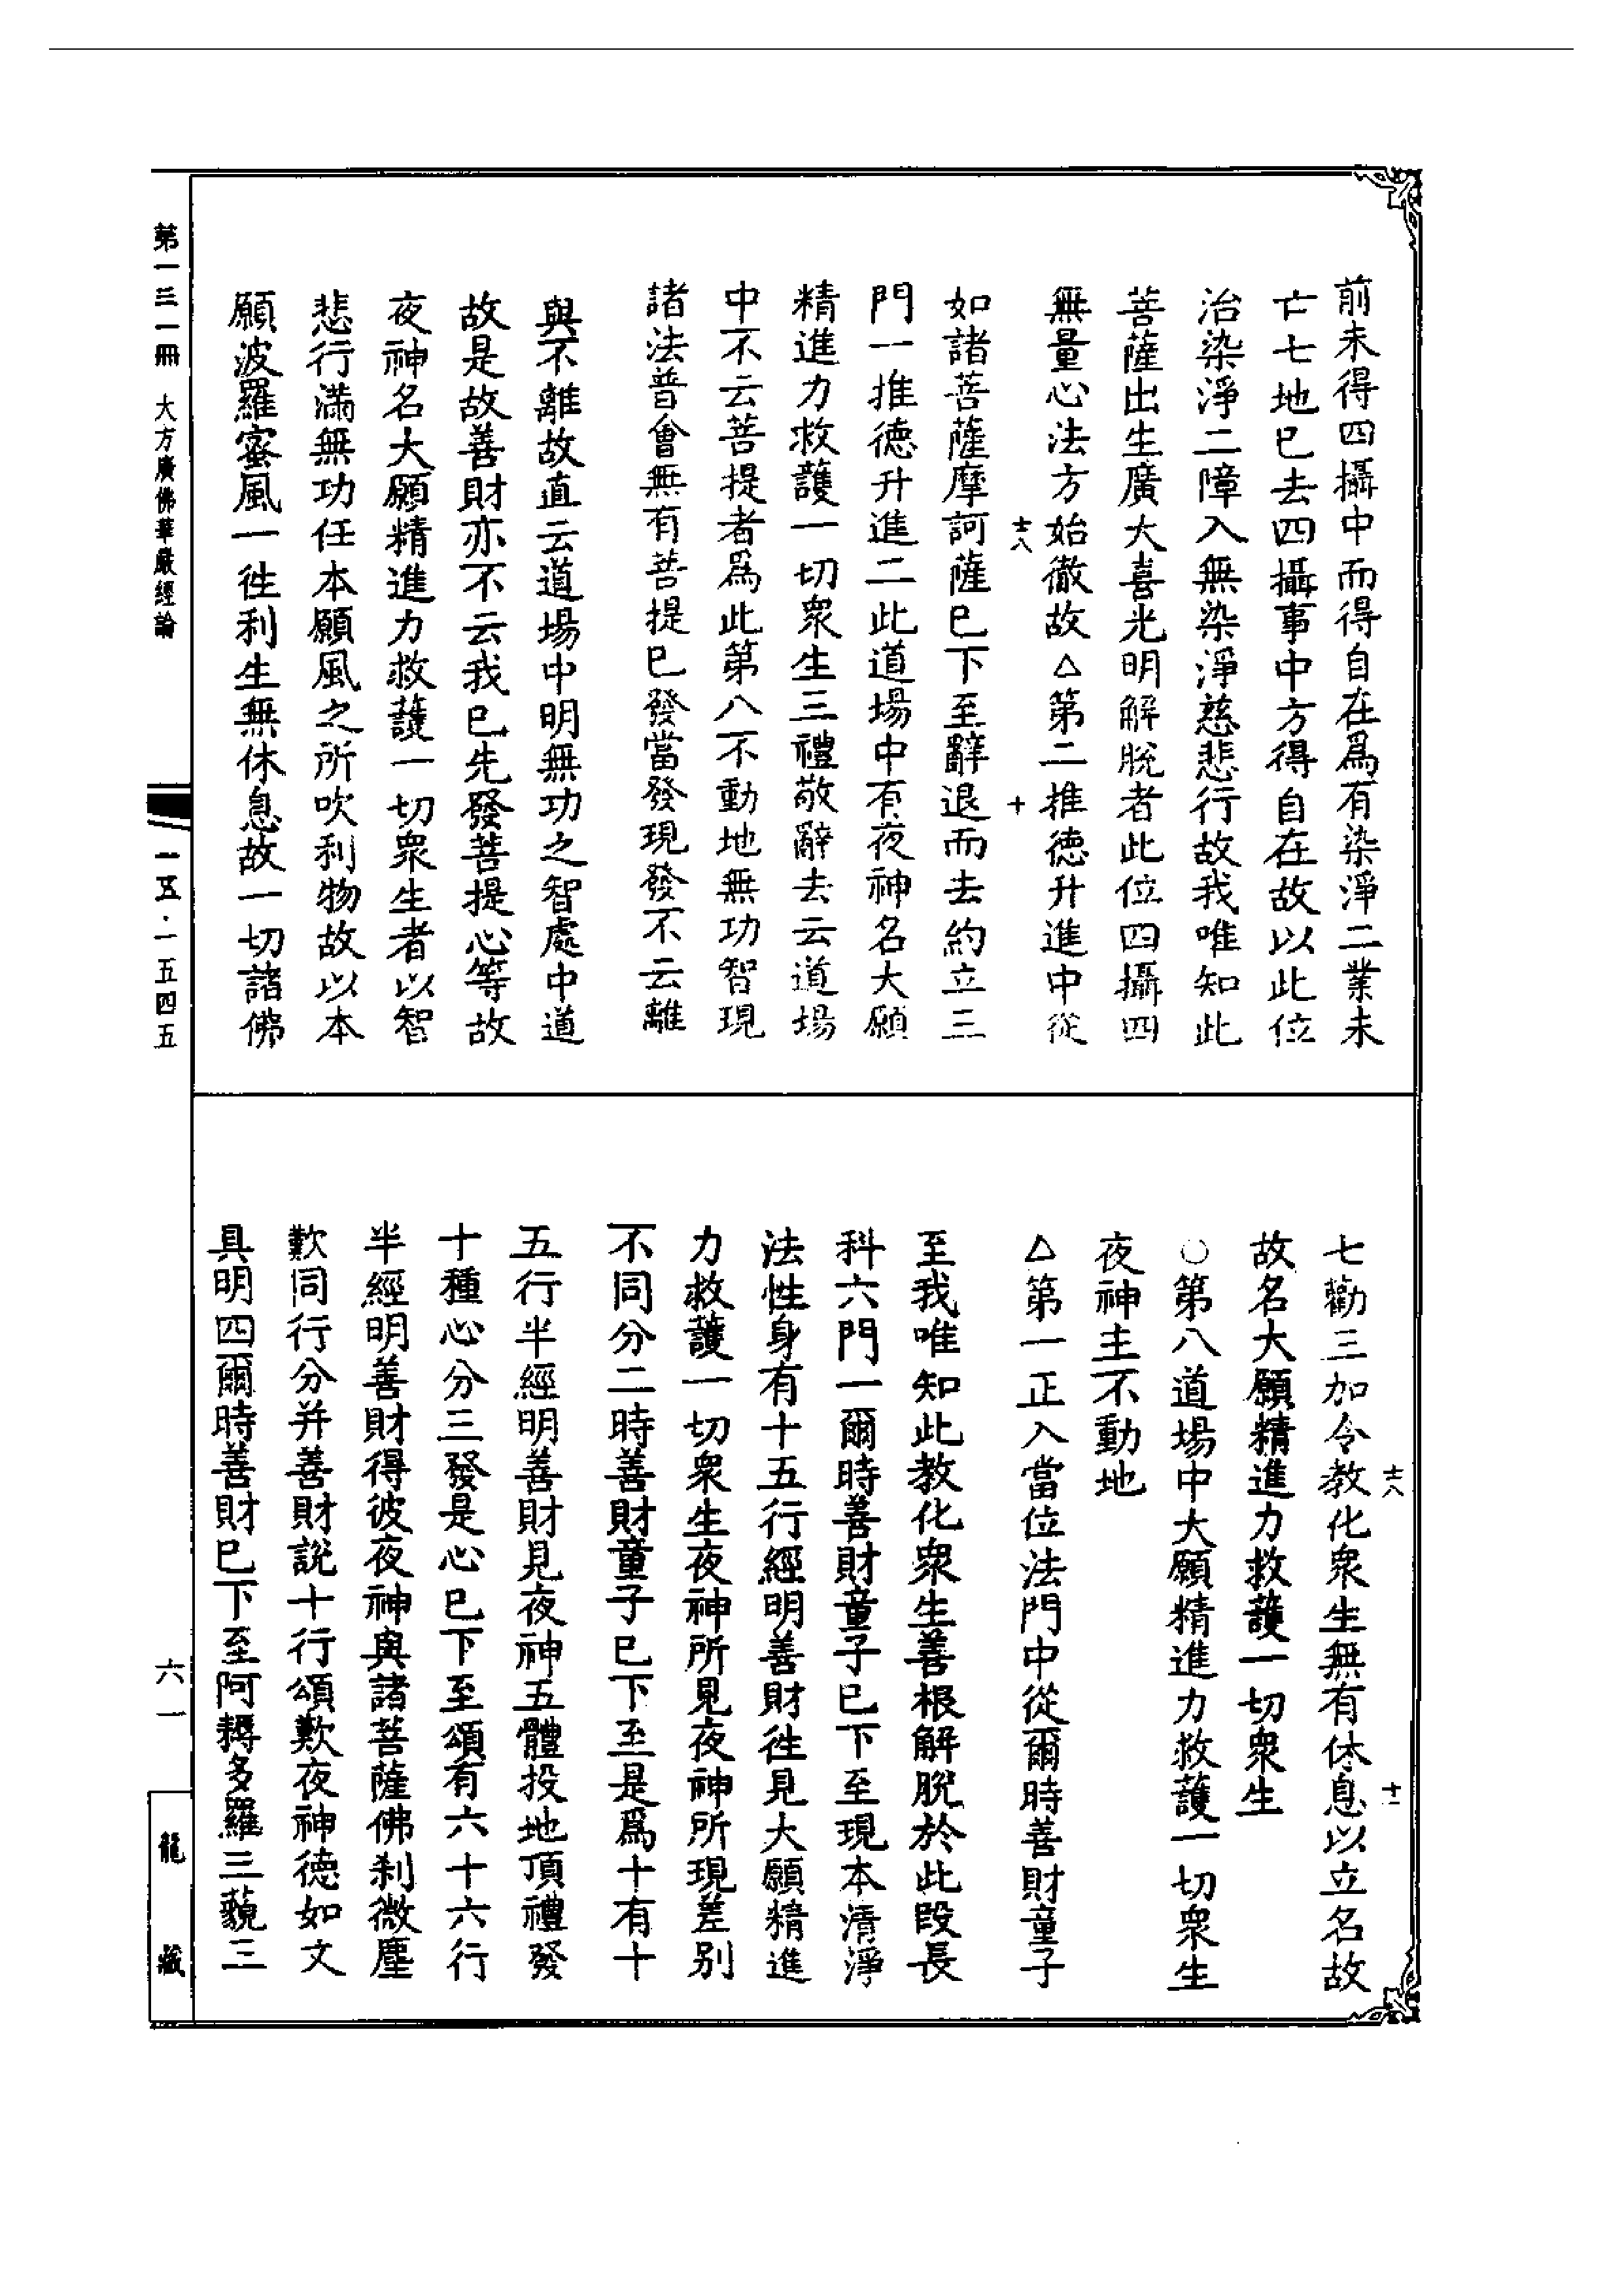 前未得四攝中而得自在爲有染淨二業未
亡七地巳去四攝事中方得自在故以此位
治染淨二障入無染淨慈悲行故我唯知此
菩薩出生廣大喜光明解脫者此位四攝四
無量心法方始徹故△第二推德升進中從
士八
十
如諸菩薩摩訶薩巳下至辭退而去約立三
門一推德升進二此道場中有夜神名大願
精進力救護一切衆生三禮敬辭去云道場
中不云菩提者爲此第八不動地無功智現
諸法普會無有菩提巳發當發現發不云離
與不離故直云道場中明無功之智處中道
故是故善財亦不云我巳先發菩提心等故
夜神名大願精進力救護一切衆生者以智
悲行滿無功任本願風之所吹利物故以本
願波羅蜜風一徃利生無休息故一切諸佛
士八
十一
七勸三加令教化衆生無有休息以立名故
故名大願精進力救護一切衆生
○第八道場中大願精進力救護一切衆生
夜神主不動地
△第一正入當位法門中從爾時善財童子
至我唯知此教化衆生善根解脫於此段長
科六門一爾時善財童子巳下至現本清淨
法性身有十五行經明善財徃見大願精進
力救護一切衆生夜神所見夜神所現差别
不同分二時善財童子巳下至是爲十有十
五行半經明善財見夜神五體投地頂禮發
十種心分三發是心巳下至頌有六十六行
半經明善財得彼夜神與諸菩薩佛刹微塵
歎同行分并善財說十行頌歎夜神德如文
具明四爾時善財巳下至阿耨多羅三藐三
第一三一冊　大方廣佛華嚴經論
一五·一五四五
六一
龍藏